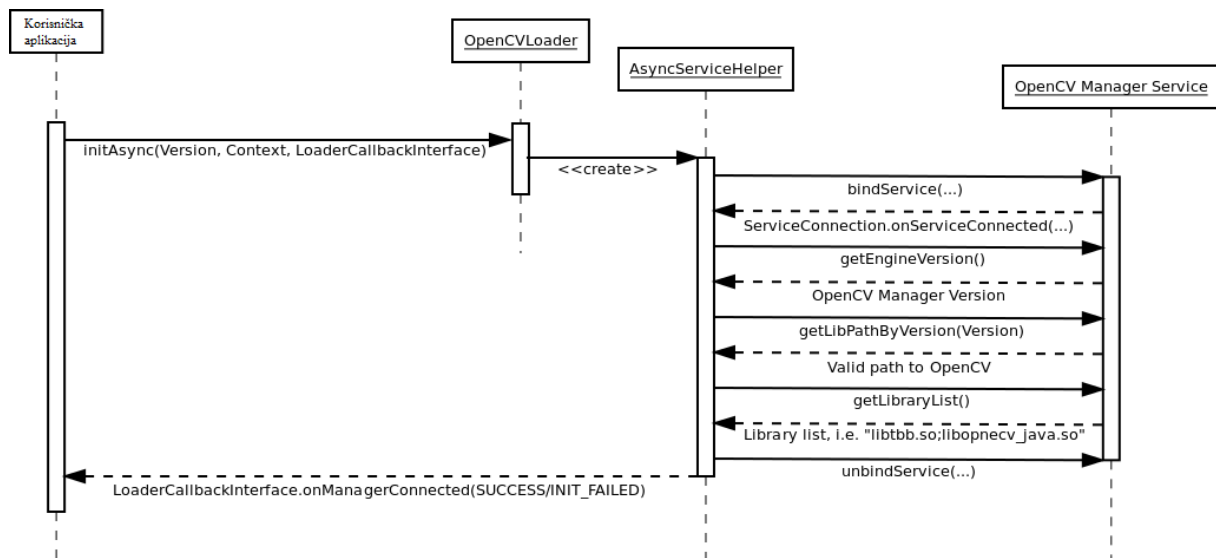 Korisnička
aplikacija
OpenCVLoader
AsyncServiceHelper
OpenCV Manager Service
initAsync(Version, Context, LoaderCallbackInterface)
<<create>>
bindService(...)
ServiceConnection.onServiceConnected(...)
getEngineVersion()
OpenCV Manager Version
getLibPathByVersion(Version)
Valid path to OpenCV
getLibraryList()
Library list, i.e. "libtbb.so;libopnecv_java.so"
unbindService(...)
LoaderCallbackInterface.onManagerConnected(SUCCESS/INIT_FAILED)